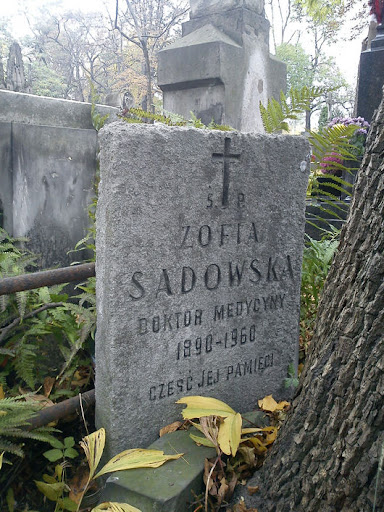 Ś P
ZOFIA
SADOWSKA
DOKTOR MEDYCYNY
1890-1960
CZEŚĆ JEJ PAMIĘCI